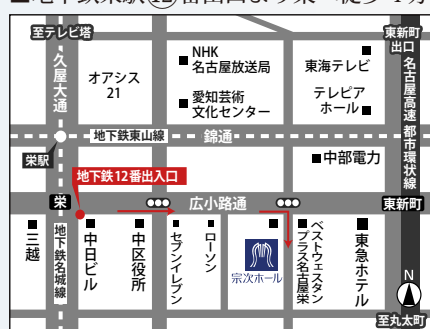 ■地下鉄栄駅⑫番出口より東へ徒歩4分
至テレビ塔
久屋大通
オアシス
21
■NHK
名古屋放送局
■愛知芸術
文化センター
東海テレビ
テレピア
ホール■
東新町
出口
名古屋高速 都市環状線
地下鉄東山線
錦通
栄駅
■中部電力
地下鉄12番出入口
栄
広小路通
東新町
三越
地下鉄名城線
中日ビル
中区役所
セブンイレブン
ローソン
宗次ホール
ベストウェスタン
プラス名古屋栄
東急ホテル
N
至丸太町